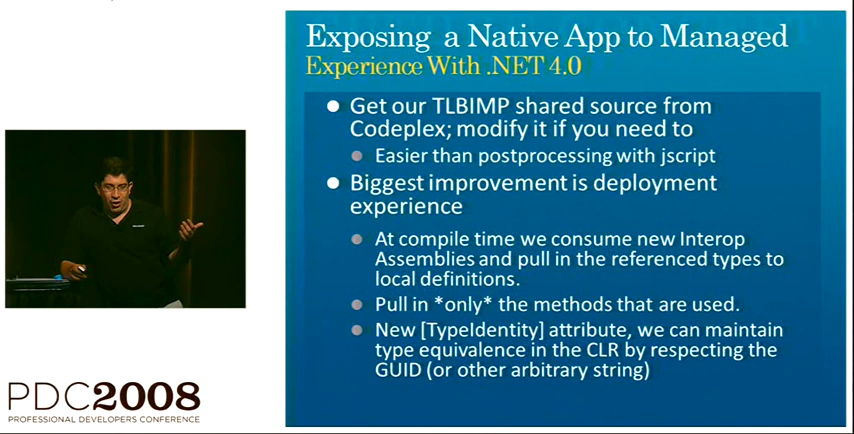 Exposing a Native App to Managed
Experience With .NET 4.0
Get our TLBIMP shared source from
Codeplex; modify it if you need to
Easier than postprocessing with jscript
Biggest improvement is deployment
experience
At compile time we consume new Interop
Assemblies and pull in the referenced types to
local definitions.
Pull in *only* the methods that are used.
New [TypeIdentity] attribute, we can maintain
type equivalence in the CLR by respecting the
GUID (or other arbitrary string)
PDC2008
PROFESSIONAL DEVELOPERS CONFERENCE